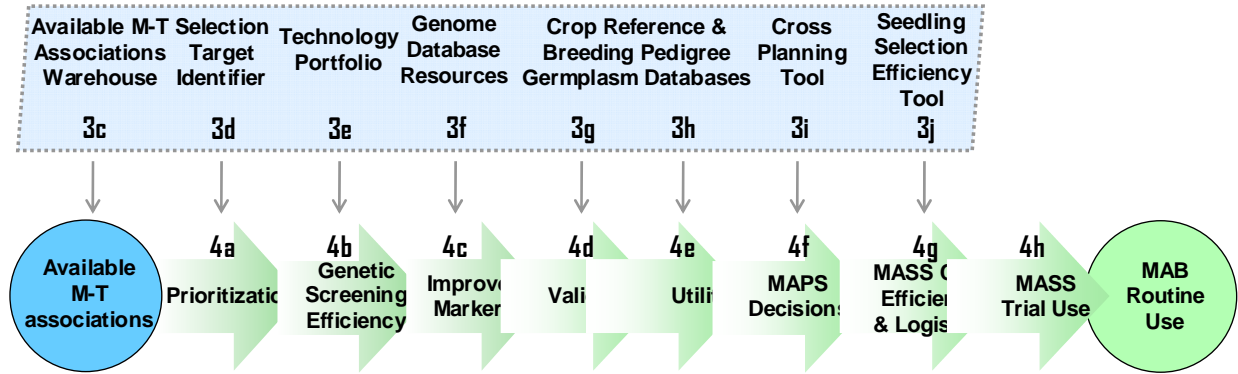 Available M-T
Associations
Warehouse
3c
Selection
Target
Identifier
3d
Technology
Portfolio
3e
Genome
Database
Resources
3f
Crop Reference &
Breeding Pedigree
Germplasm Databases
3g
3h
Cross
Planning
Tool
3i
Seedling
Selection
Efficiency
Tool
3j
Available
M-T
associations
4a
Prioritizatio
4b
Genetic
Screening
Efficiency
4c
Improve
Marker
4d
Vali
4e
Utili
4f
MAPS
Decisions
4g
MASS C
Efficien
& Logis
4h
MASS
Trial Use
MAB
Routine
Use